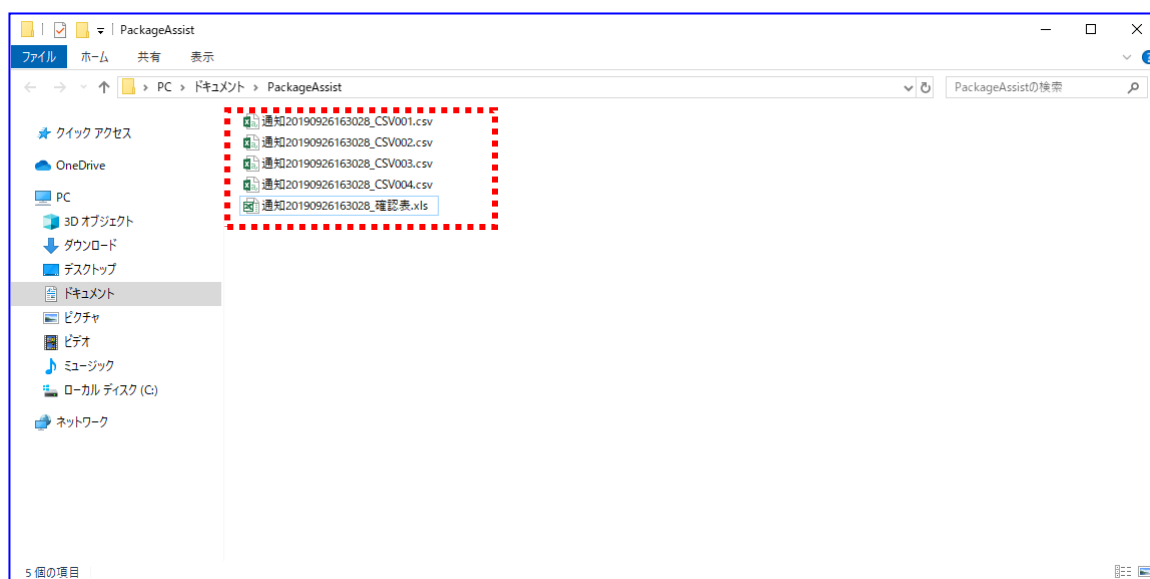 PackageAssist
ファイル ホーム 共有 表示
PC > ドキュメント > PackageAssist
PackageAssistの検索
クイック アクセス
OneDrive
PC
3D オブジェクト
ダウンロード
デスクトップ
ドキュメント
ピクチャ
ビデオ
ミュージック
ローカル ディスク (C:)
ネットワーク
通知20190926163028_CSV001.csv
通知20190926163028_CSV002.csv
通知20190926163028_CSV003.csv
通知20190926163028_CSV004.csv
通知20190926163028_確認表.xls
5 個の項目